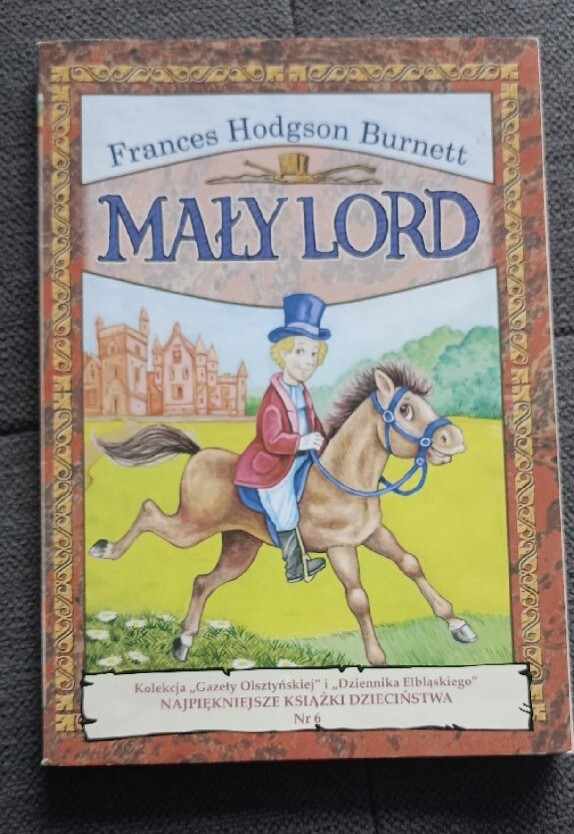 Frances Hodgson Burnett
MAŁY LORD
Kolekcja „Gazety Olsztyńskiej” i „Dziennika Elbląskiego”
NAJPIĘKNIEJSZE KSIĄŻKI DZIECIŃSTWA
Nr 6